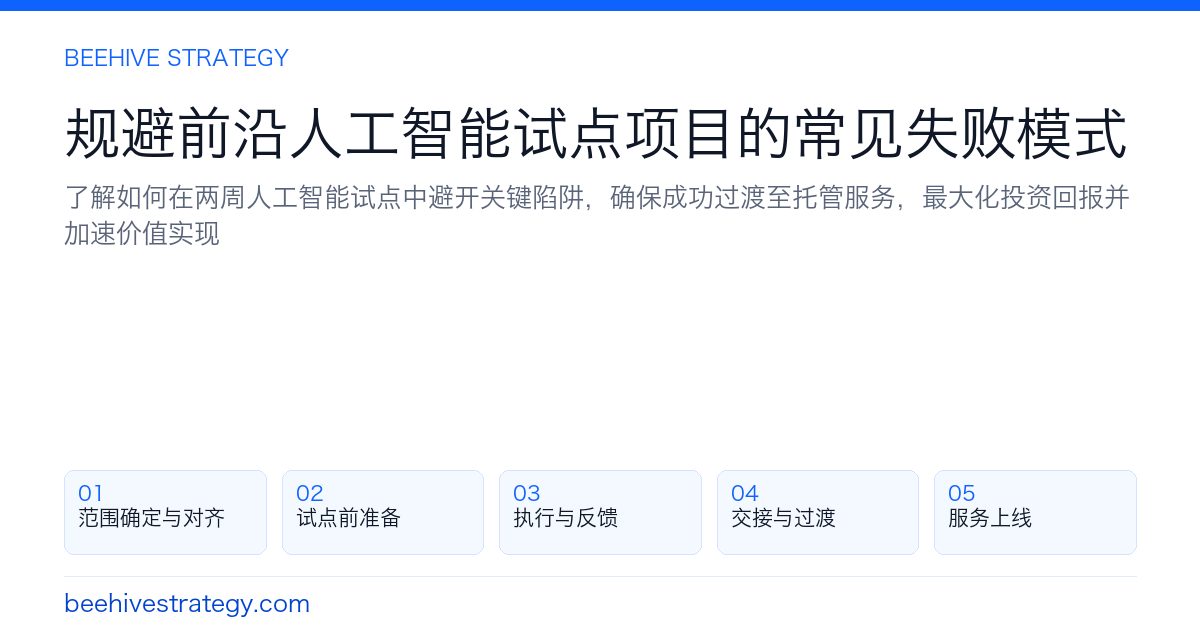 BEEHIVE STRATEGY
规避前沿人工智能试点项目的常见失败模式
了解如何在两周人工智能试点中避开关键陷阱，确保成功过渡至托管服务，最大化投资回报并
加速价值实现
01
范围确定与对齐
02
试点前准备
03
执行与反馈
04
交接与过渡
05
服务上线
beehivestrategy.com